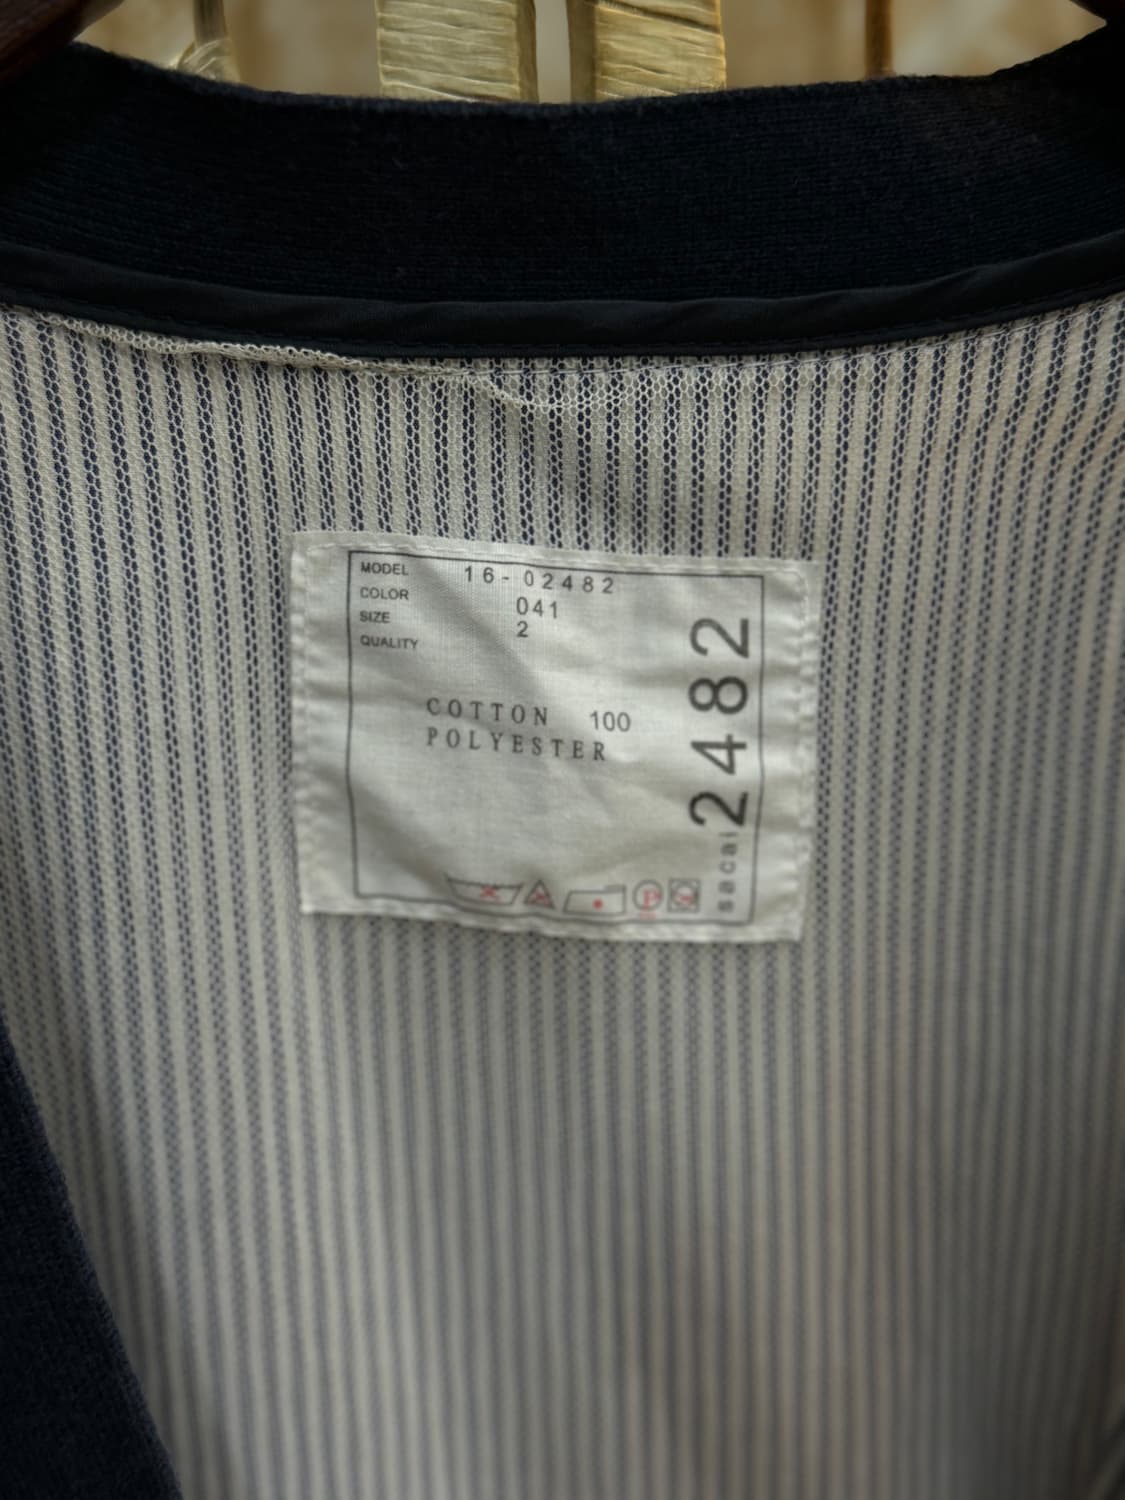 MODEL 16-02482
COLOR 041
SIZE 2
QUALITY
COTTON 100
POLYESTER
P
sacai 2482